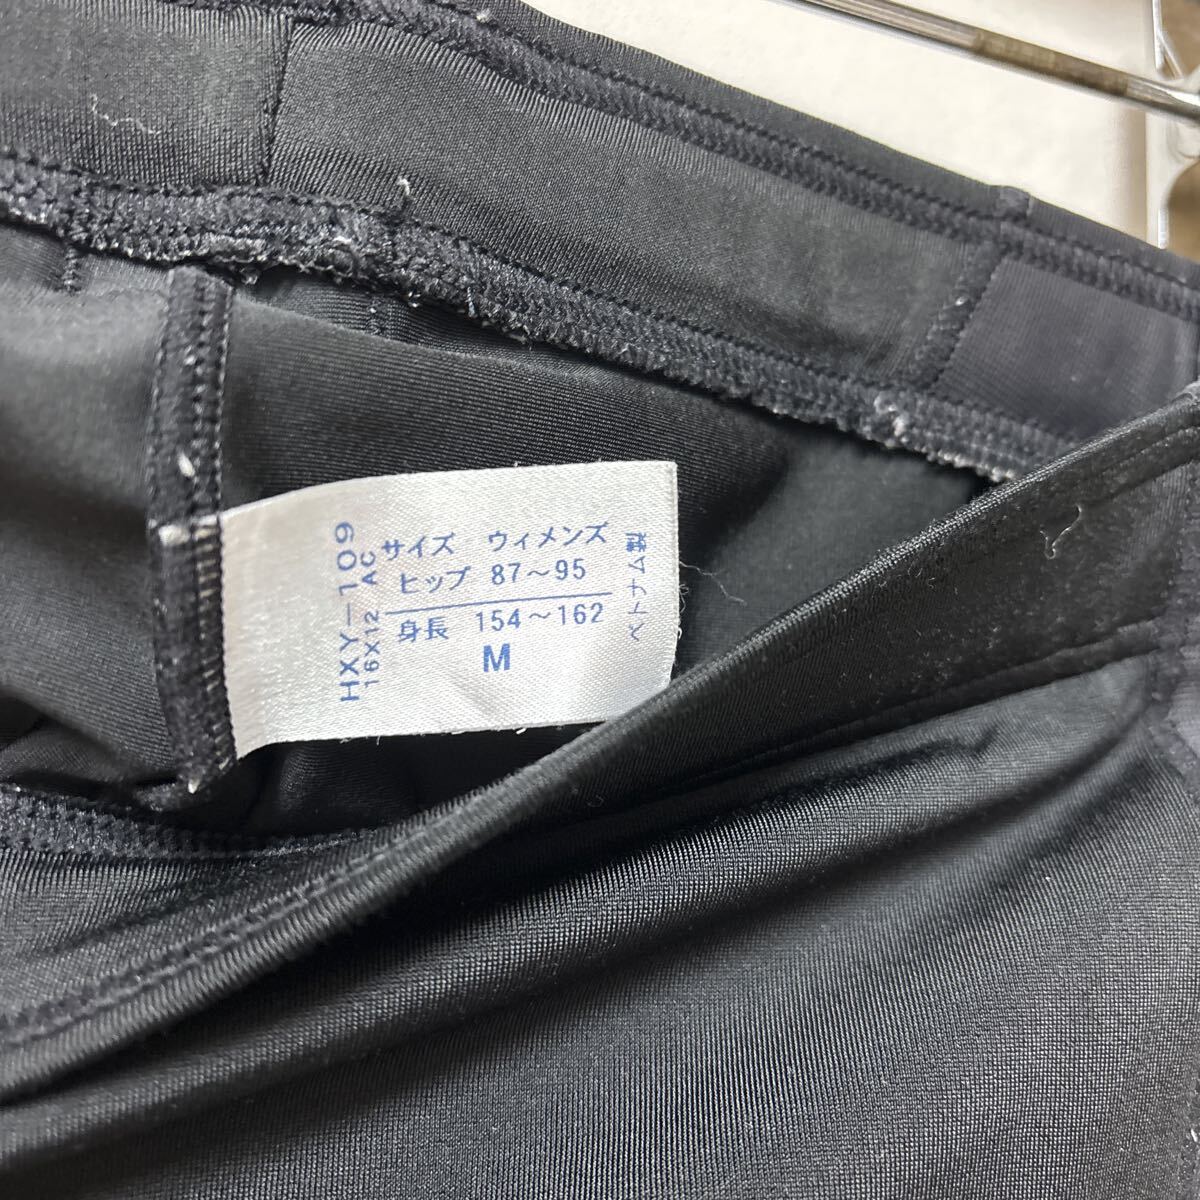 サイズ ウィメンズ
ヒップ 87～95
身長 154～162
M
HXY-109
16X12 AC
ベトナム製